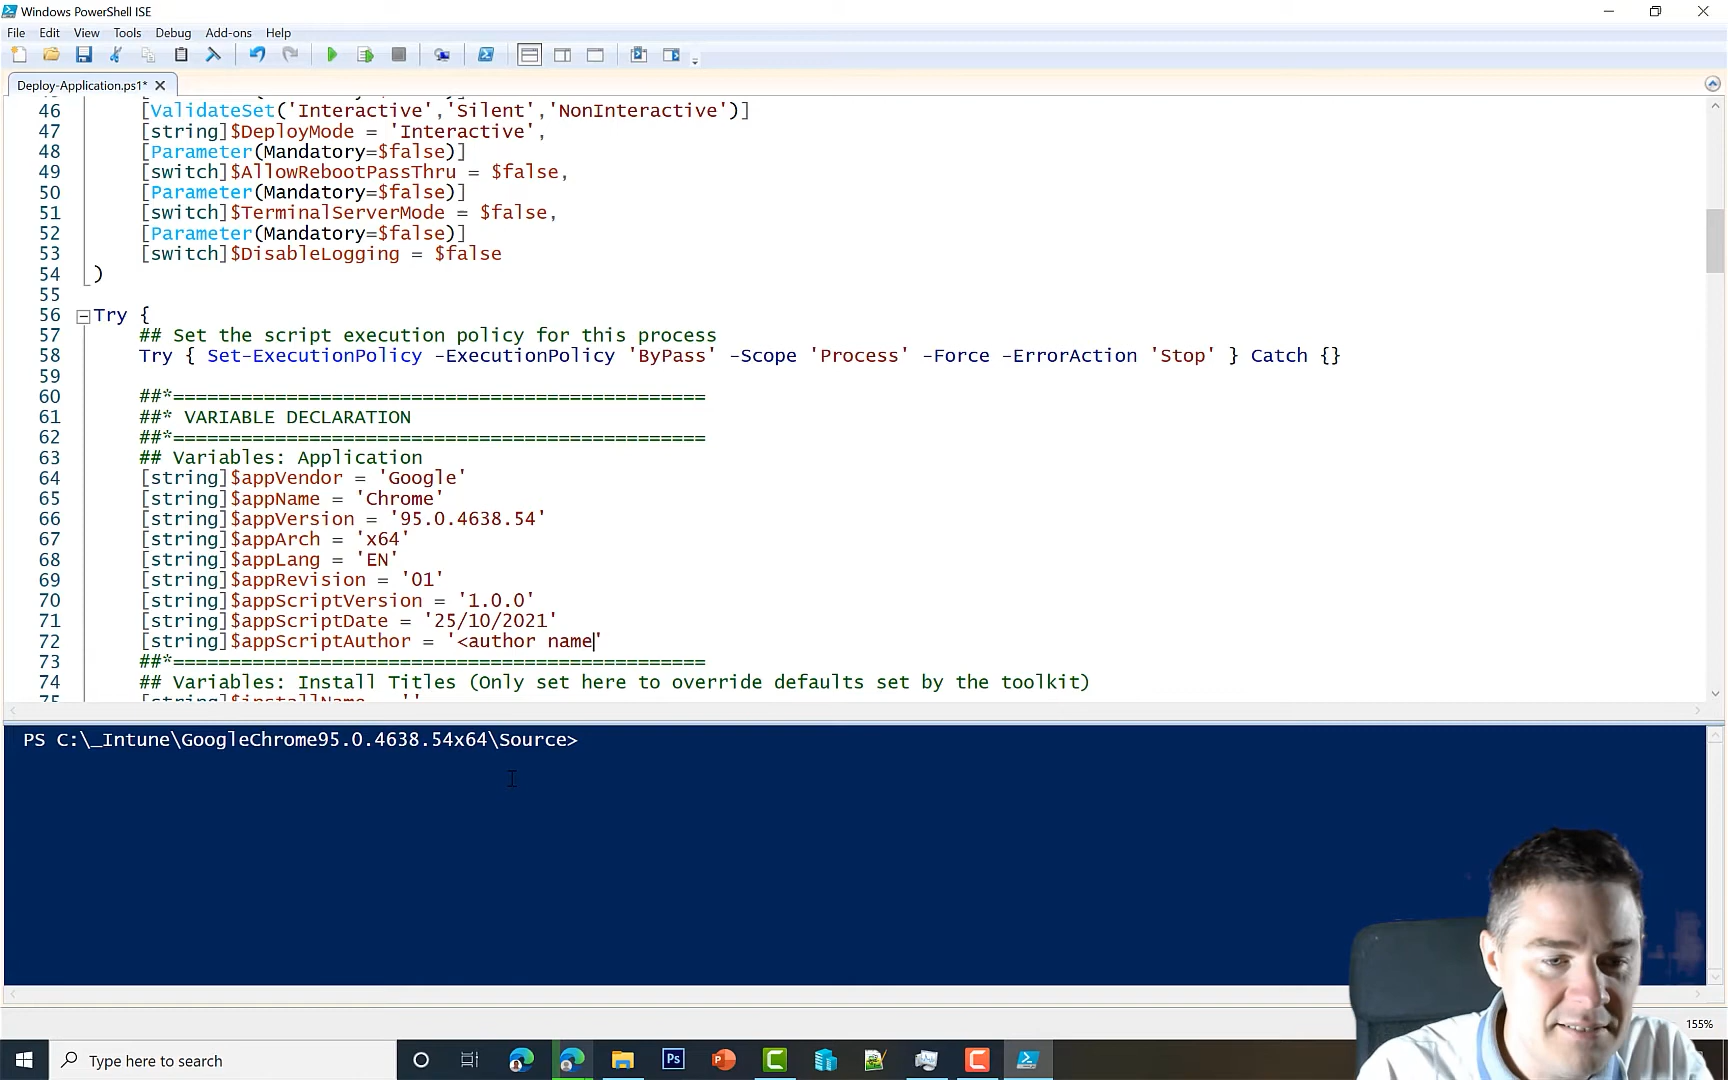 Windows PowerShell ISE
File Edit View Tools Debug Add-ons Help
Deploy-Application.ps1*
46 [ValidateSet('Interactive','Silent','NonInteractive')]
47 [string]$DeployMode = 'Interactive',
48 [Parameter(Mandatory=$false)]
49 [switch]$AllowRebootPassThru = $false,
50 [Parameter(Mandatory=$false)]
51 [switch]$TerminalServerMode = $false,
52 [Parameter(Mandatory=$false)]
53 [switch]$DisableLogging = $false
54 )
55
56 Try {
57 ## Set the script execution policy for this process
58 Try { Set-ExecutionPolicy -ExecutionPolicy 'ByPass' -Scope 'Process' -Force -ErrorAction 'Stop' } Catch {}
59
60 ##*===============================================
61 ##* VARIABLE DECLARATION
62 ##*===============================================
63 ## Variables: Application
64 [string]$appVendor = 'Google'
65 [string]$appName = 'Chrome'
66 [string]$appVersion = '95.0.4638.54'
67 [string]$appArch = 'x64'
68 [string]$appLang = 'EN'
69 [string]$appRevision = '01'
70 [string]$appScriptVersion = '1.0.0'
71 [string]$appScriptDate = '25/10/2021'
72 [string]$appScriptAuthor = '<author name'
73 ##*===============================================
74 ## Variables: Install Titles (Only set here to override defaults set by the toolkit)
75 [string]$installName = ''
PS C:\_Intune\GoogleChrome95.0.4638.54x64\Source>
155%
Type here to search
Ps